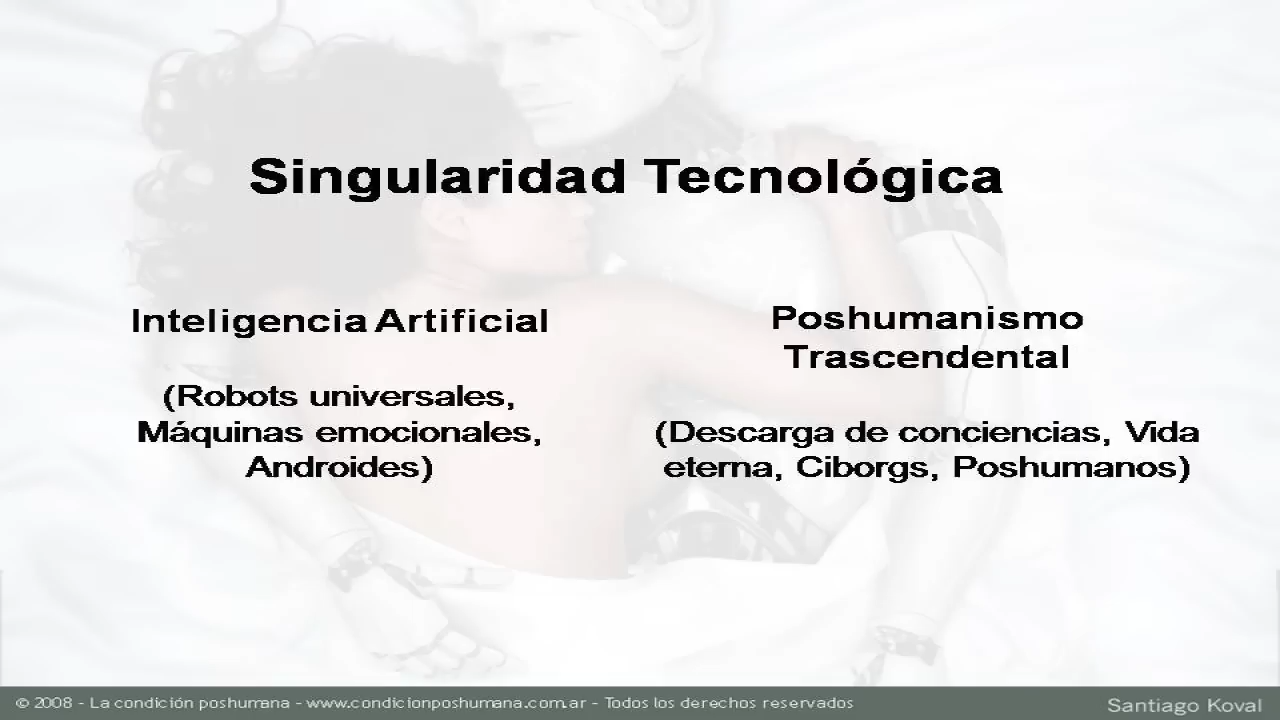 Singularidad Tecnológica
Inteligencia Artificial
(Robots universales,
Máquinas emocionales,
Androides)
Poshumanismo
Trascendental
(Descarga de conciencias, Vida
eterna, Ciborgs, Poshumanos)
© 2008 - La condición poshumana - www.condicionposhumana.com.ar - Todos los derechos reservados
Santiago Koval